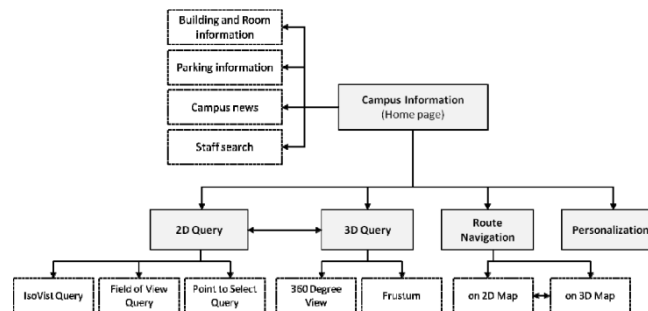 Building and Room
information
Parking information
Campus news
Staff search
Campus Information
(Home page)
2D Query
3D Query
Route
Navigation
Personalization
IsoVist Query
Field of View
Query
Point to Select
Query
360 Degree
View
Frustum
on 2D Map
on 3D Map